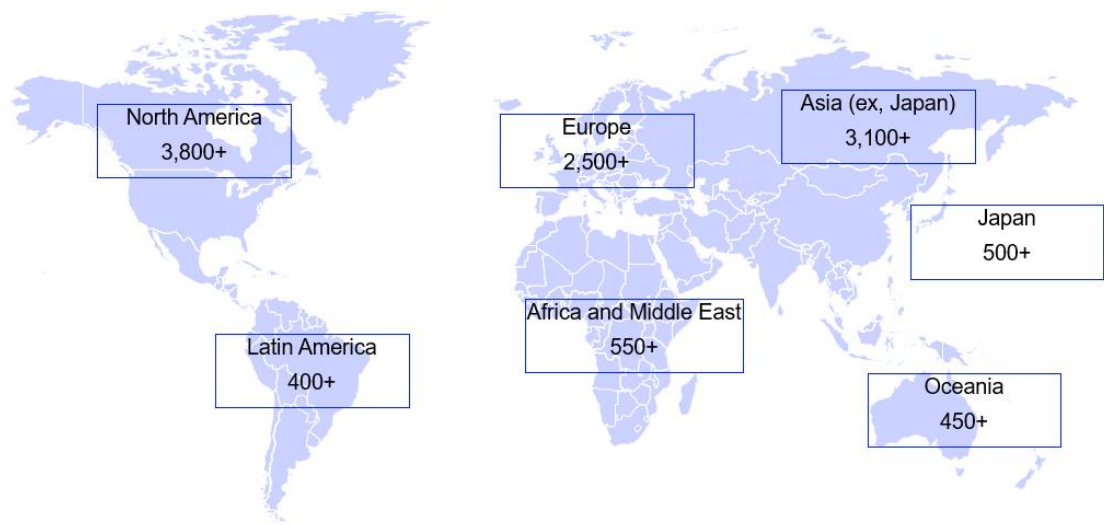 North America
3,800+
Europe
2,500+
Asia (ex, Japan)
3,100+
Japan
500+
Africa and Middle East
550+
Latin America
400+
Oceania
450+